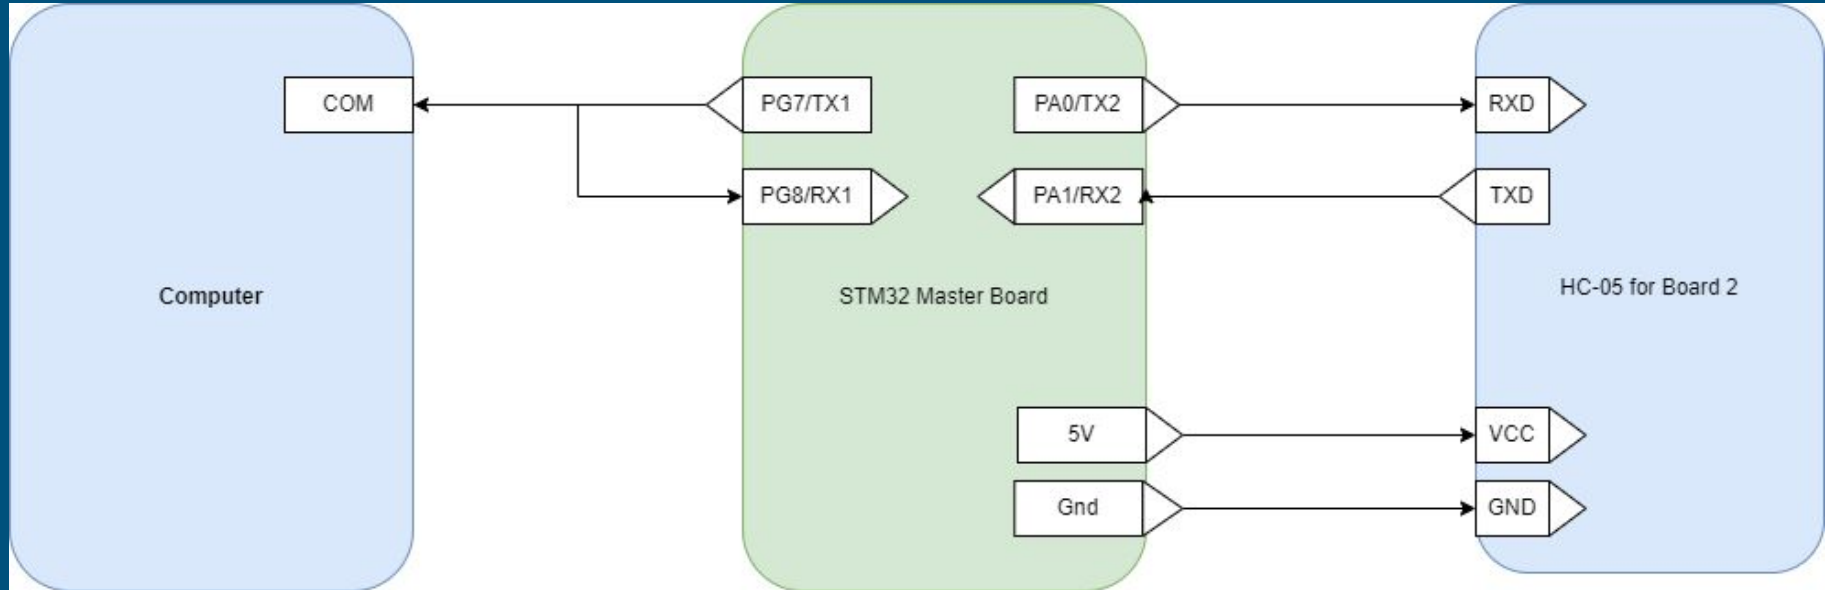 COM
PG7/TX1
PA0/TX2
RXD
PG8/RX1
PA1/RX2
TXD
Computer
STM32 Master Board
HC-05 for Board 2
5V
VCC
Gnd
GND